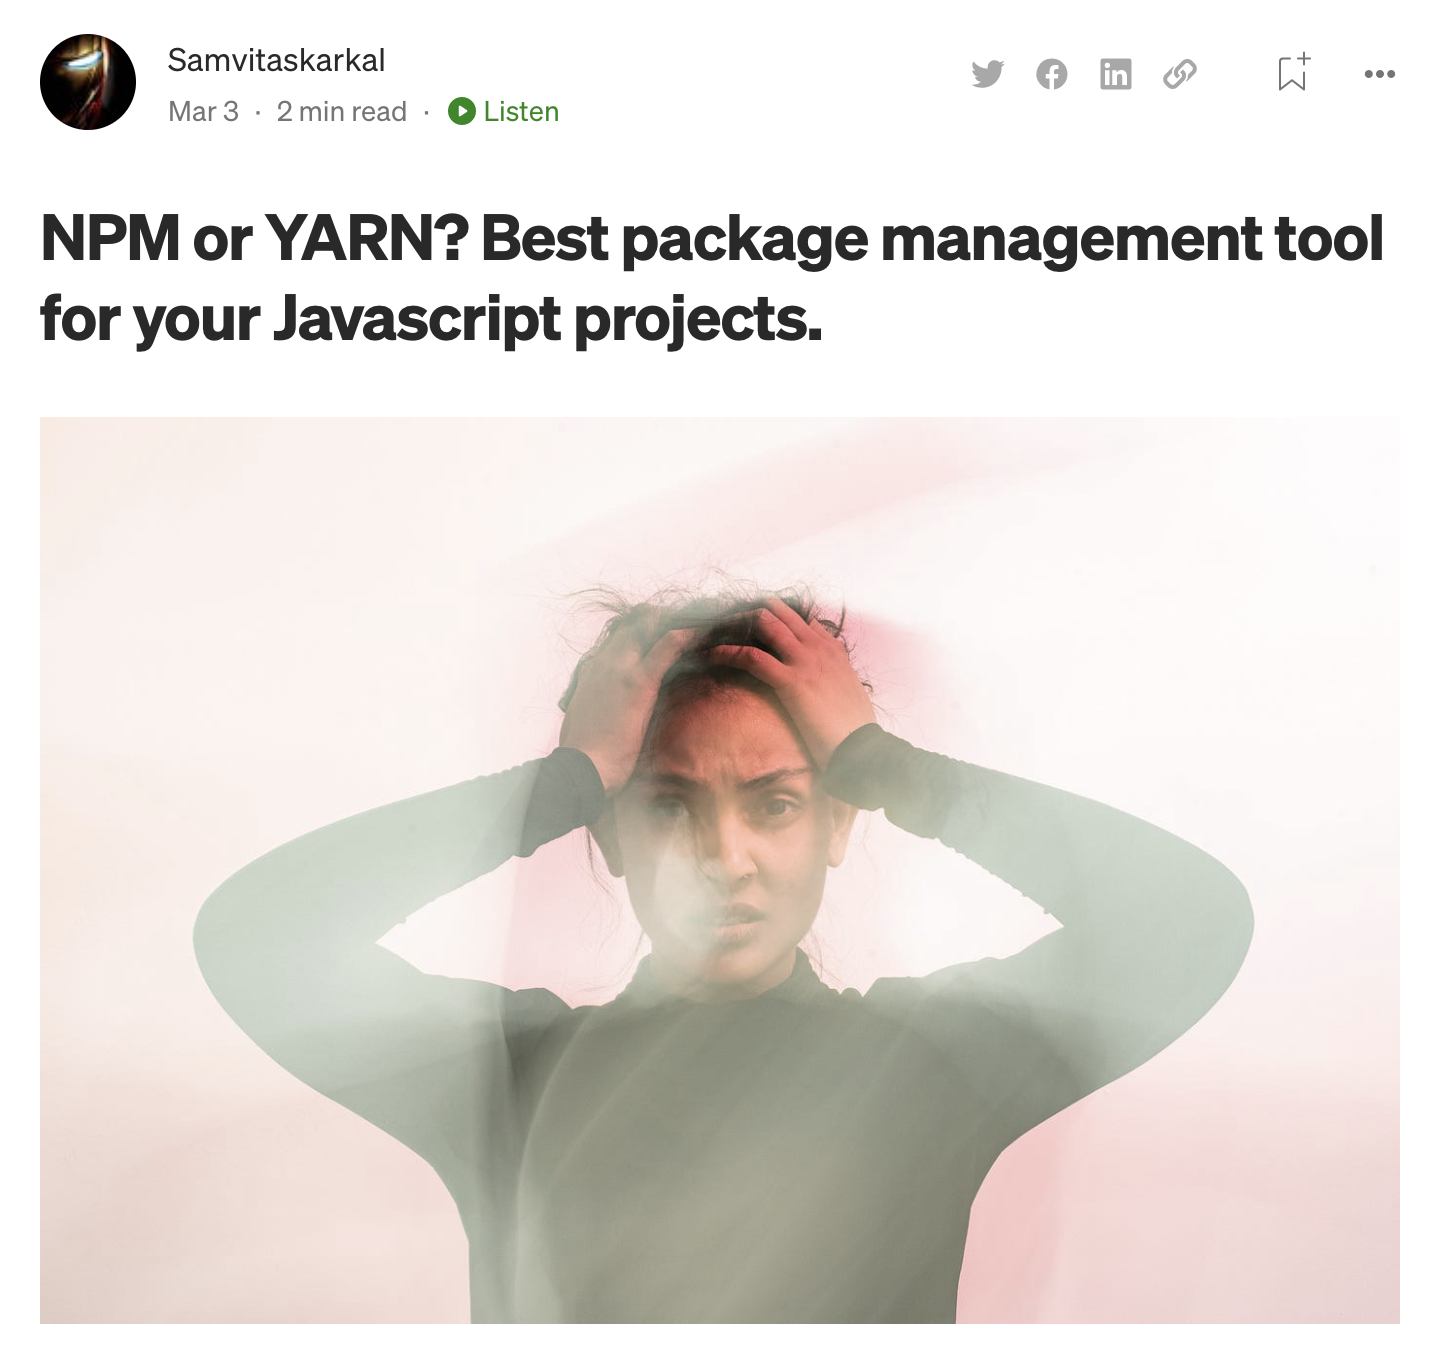 Samvitaskarkal
Mar 3 · 2 min read · Listen
NPM or YARN? Best package management tool
for your Javascript projects.